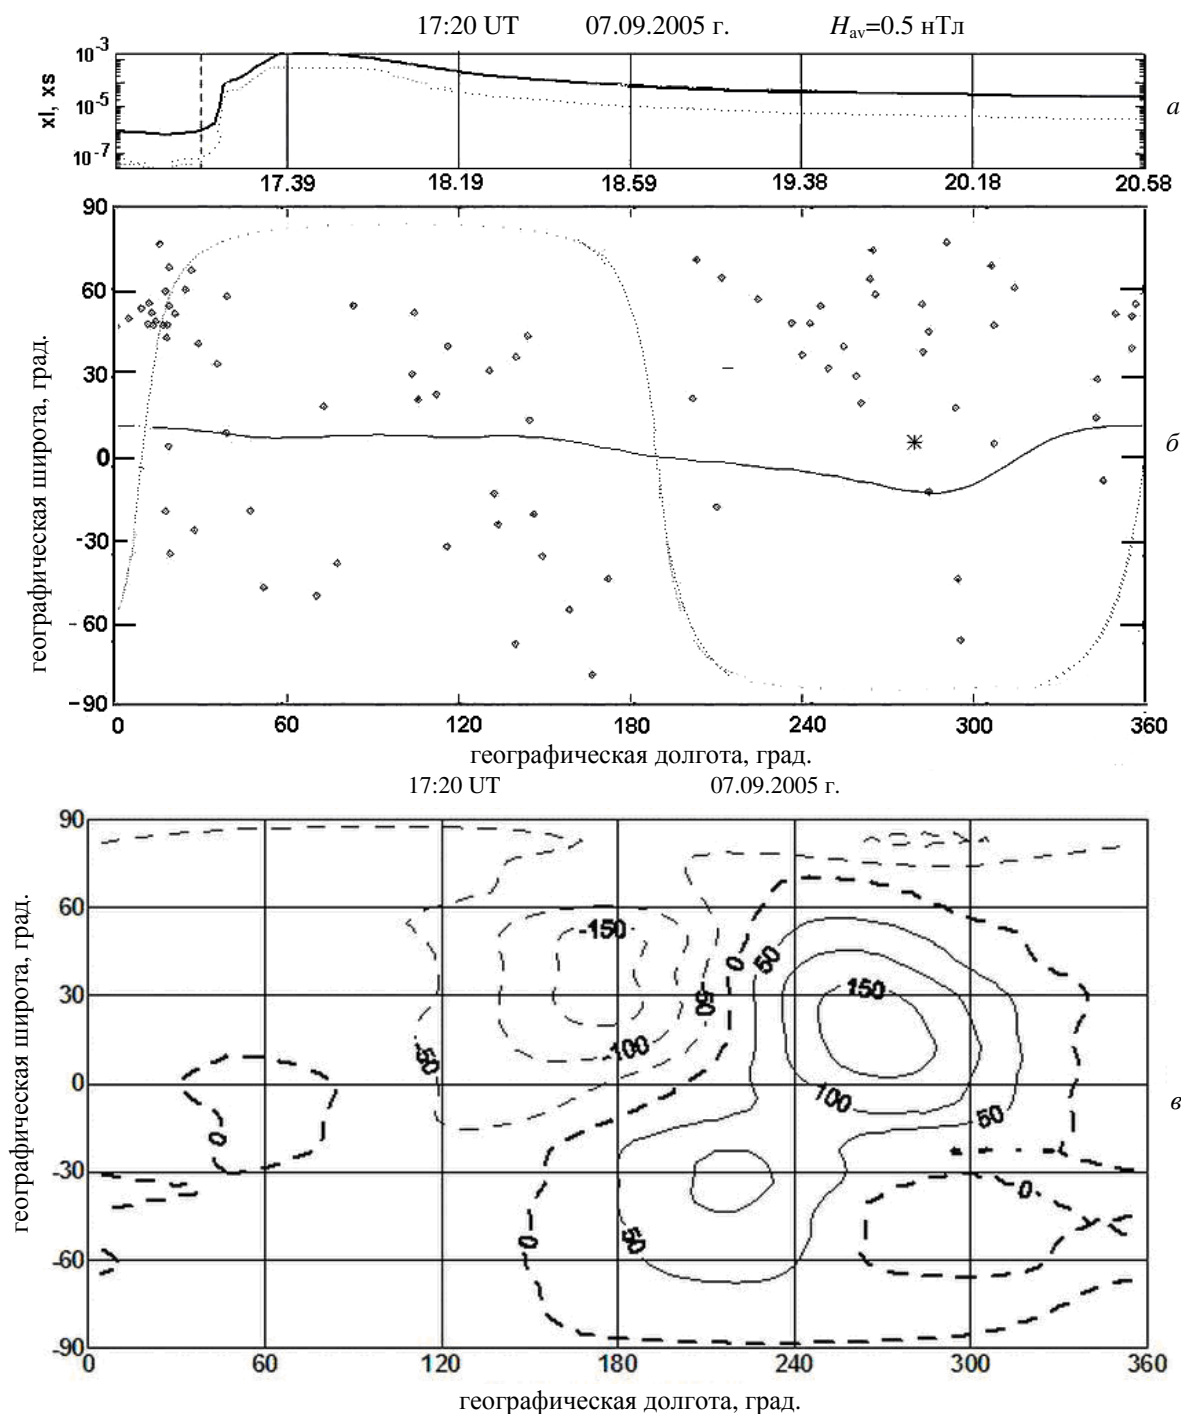 17:20 UT 07.09.2005 г. Hav=0.5 нТл
xl, xs
10-3
10-5
10-7
17.39 18.19 18.59 19.38 20.18 20.58
а
географическая широта, град.
90
60
30
0
-30
-60
-90
0 60 120 180 240 300 360
географическая долгота, град.
б
17:20 UT 07.09.2005 г.
географическая широта, град.
90
60
30
0
-30
-60
-90
-150
0
50
150
-50
-100
-50
0
100
50
0
50
0
0
0 60 120 180 240 300 360
географическая долгота, град.
в